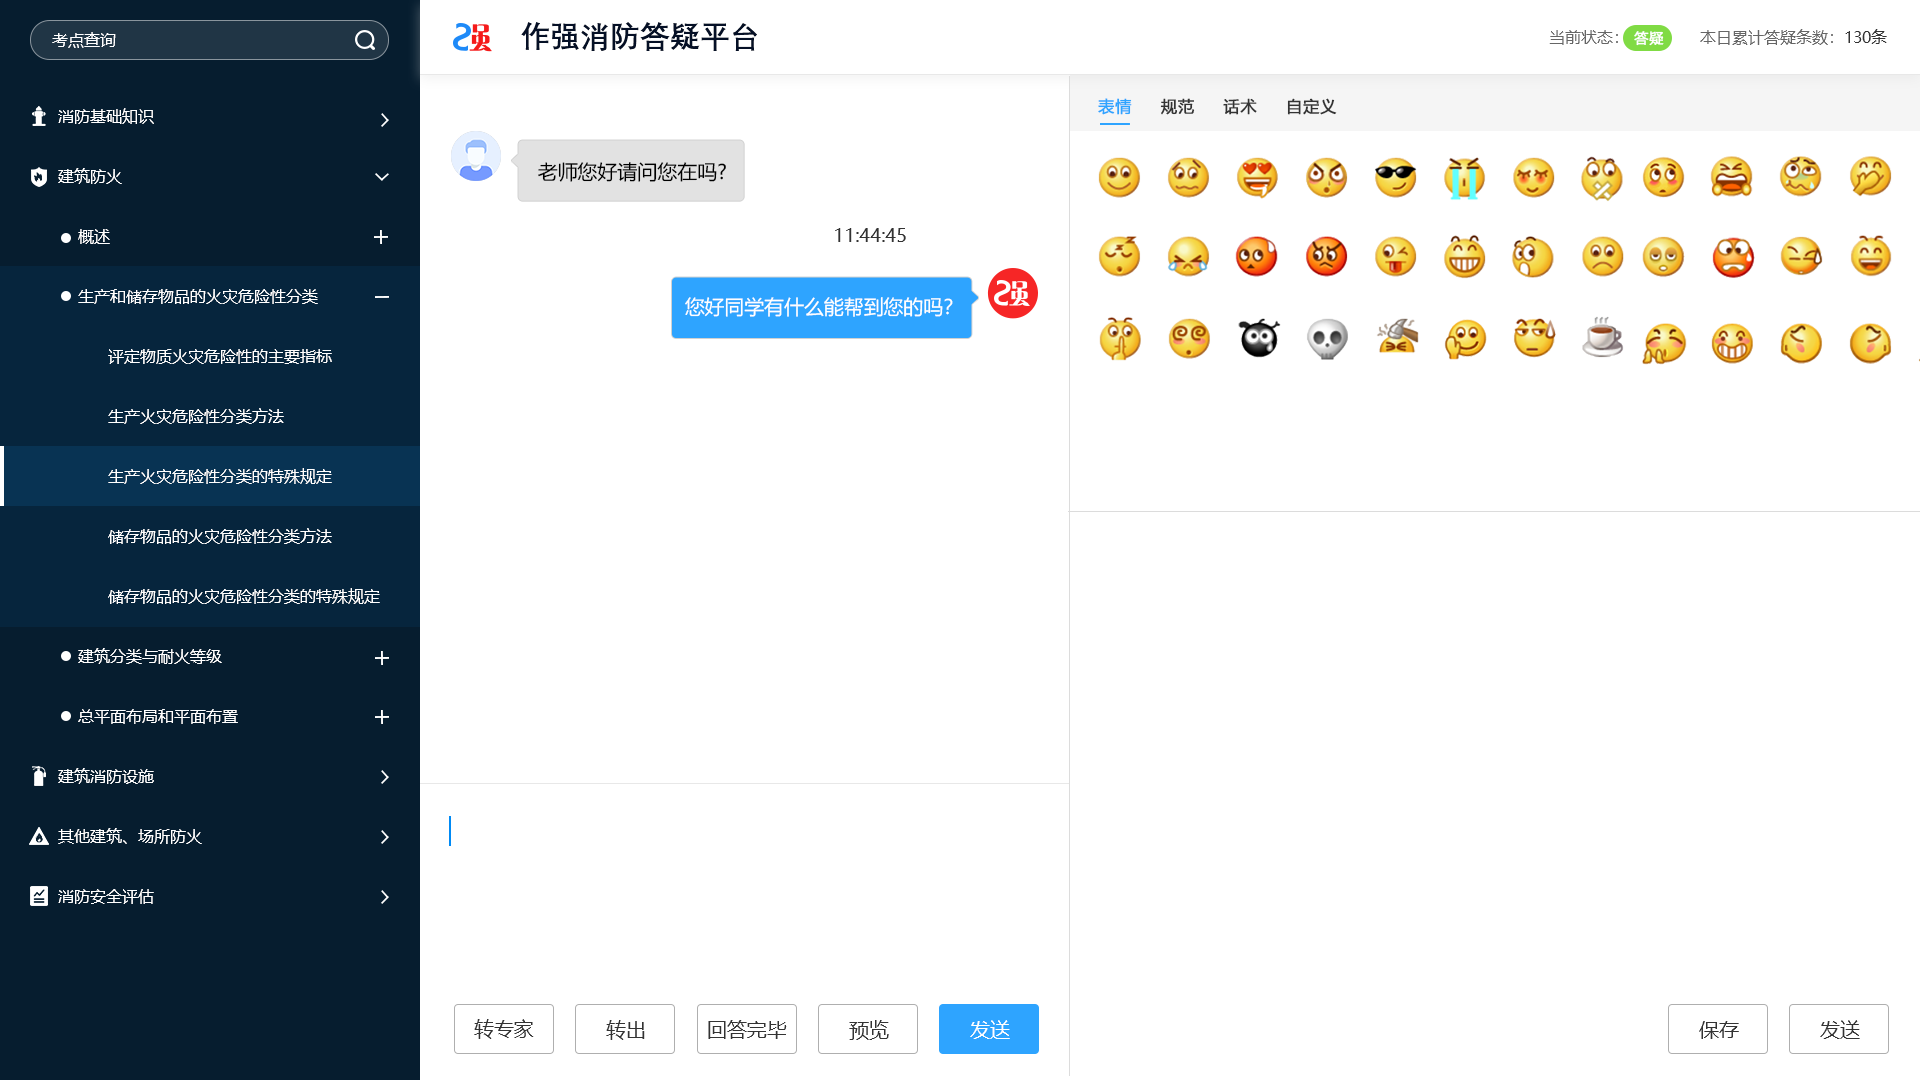 考点查询
消防基础知识
建筑防火
概述
生产和储存物品的火灾危险性分类
评定物质火灾危险性的主要指标
生产火灾危险性分类方法
生产火灾危险性分类的特殊规定
储存物品的火灾危险性分类方法
储存物品的火灾危险性分类的特殊规定
建筑分类与耐火等级
总平面布局和平面布置
建筑消防设施
其他建筑、场所防火
消防安全评估
强
作强消防答疑平台
当前状态: 答疑 本日累计答疑条数: 130条
老师您好请问您在吗?
11:44:45
您好同学有什么能帮到您的吗?
强
转专家 转出 回答完毕 预览 发送
表情 规范 话术 自定义
保存 发送